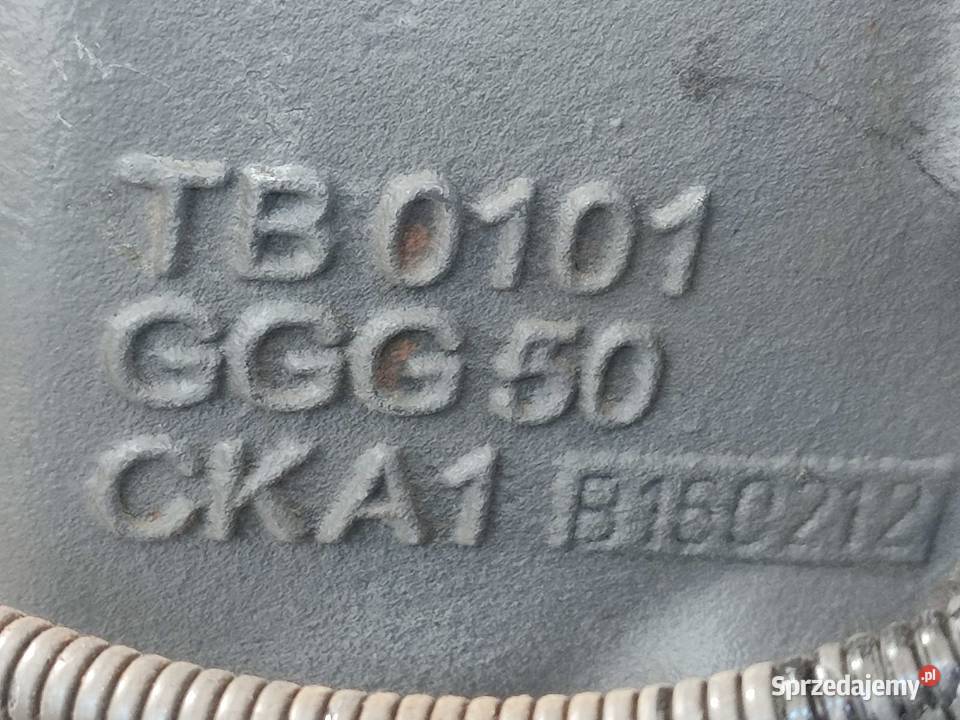 TB 0101
GGG 50
CKA1 B160212
Sprzedajemy.pl